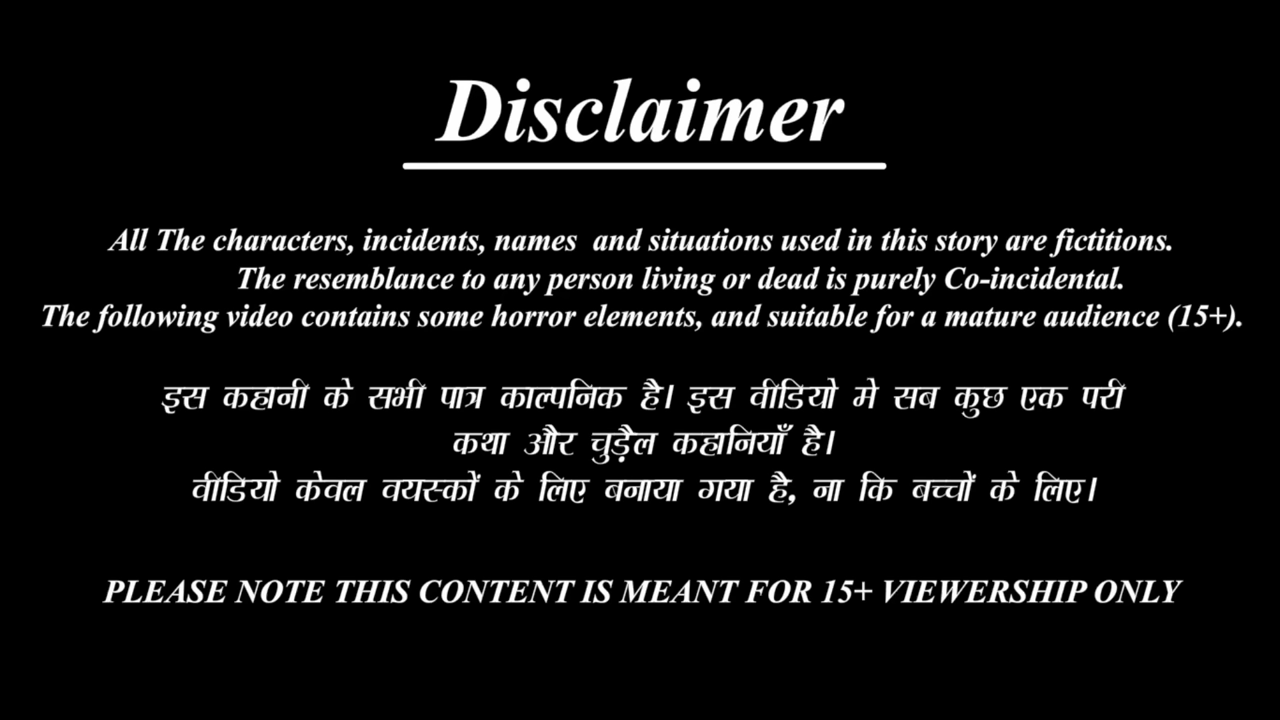 Disclaimer
All The characters, incidents, names and situations used in this story are fictitions.
The resemblance to any person living or dead is purely Co-incidental.
The following video contains some horror elements, and suitable for a mature audience (15+).
इस कहानी के सभी पात्र काल्पनिक है। इस वीडियो मे सब कुछ एक परी
कथा और चुड़ैल कहानियाँ है।
वीडियो केवल वयस्कों के लिए बनाया गया है, ना कि बच्चों के लिए।
PLEASE NOTE THIS CONTENT IS MEANT FOR 15+ VIEWERSHIP ONLY